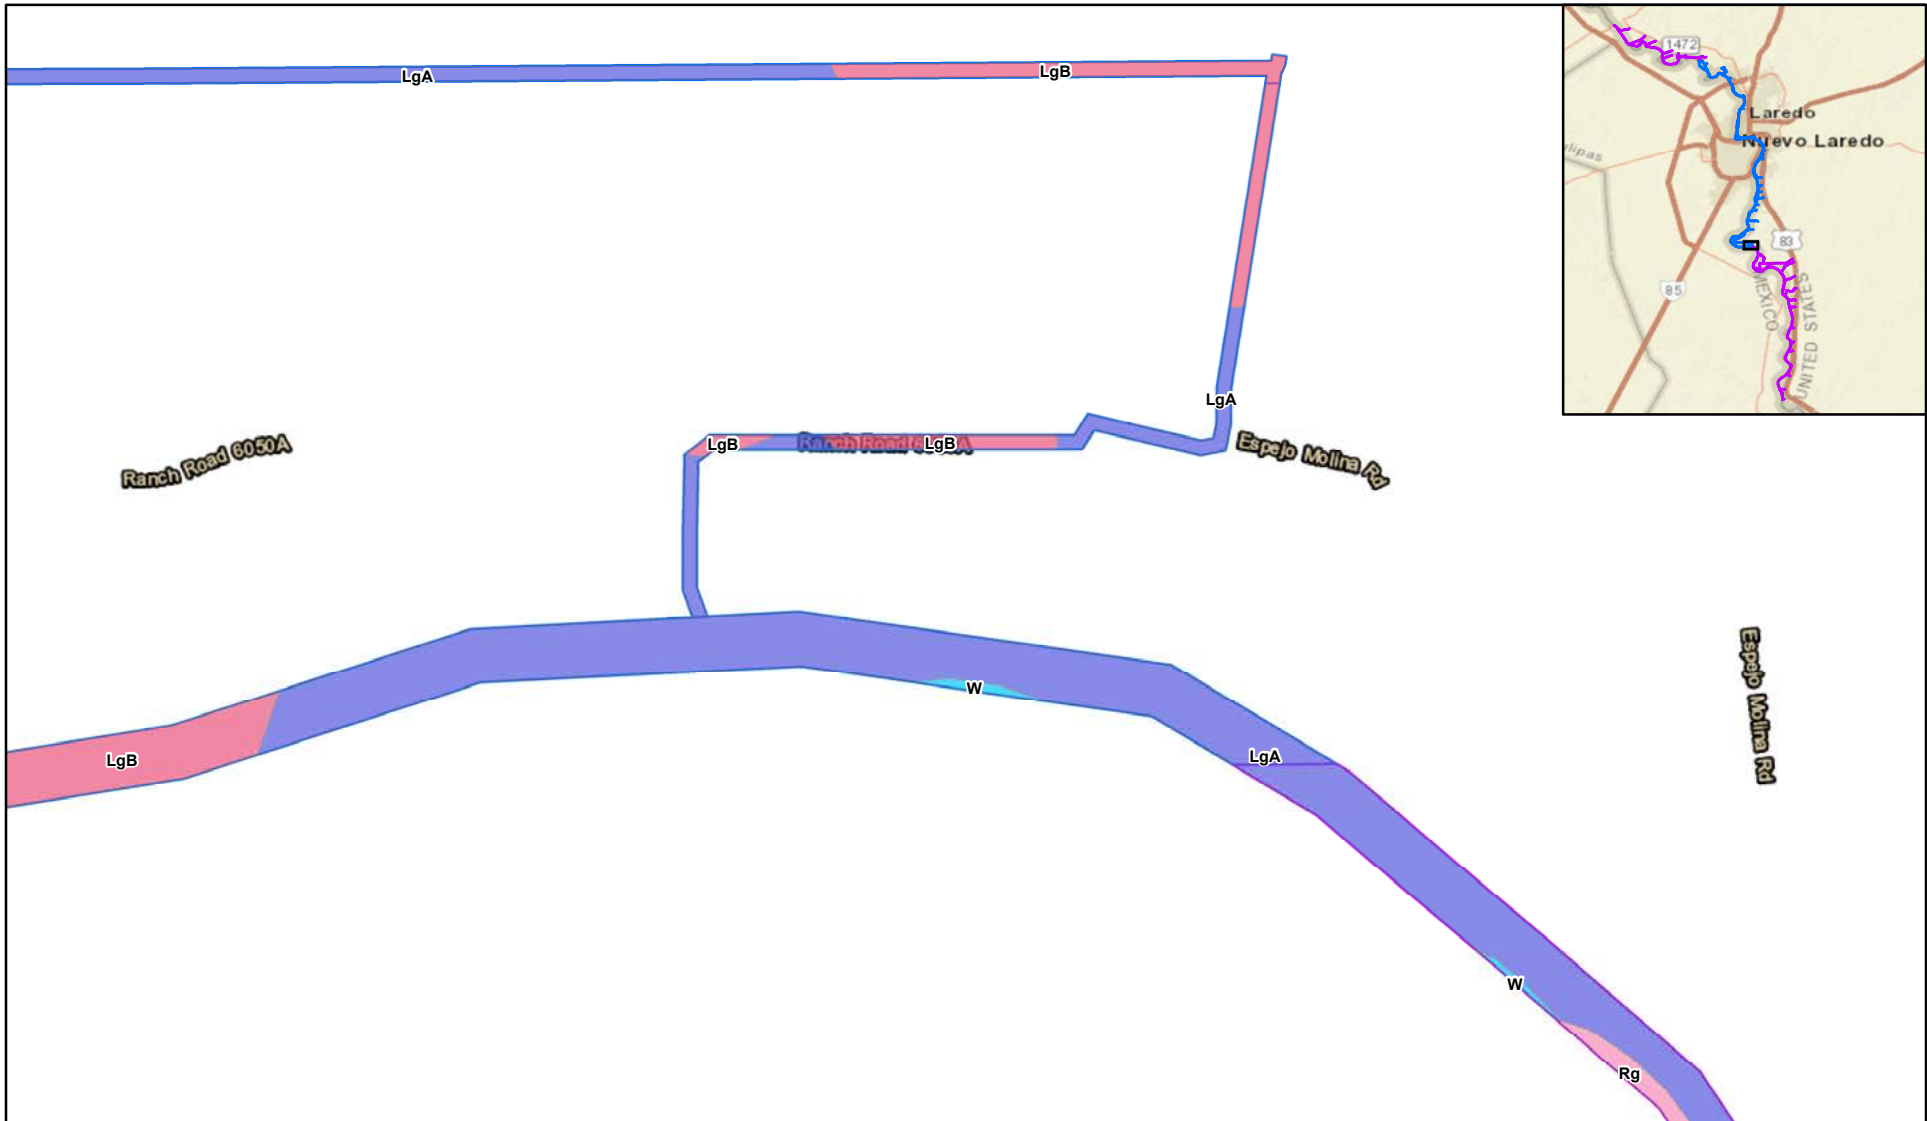 LgA
LgB
1472
Laredo
Nuevo Laredo
lipas
83
85
MEXICO
UNITED STATES
LgA
Ranch Road 6050A
LgB
LgB
Espejo Molina Rd
W
LgB
LgA
Espejo Molina Rd
W
Rg